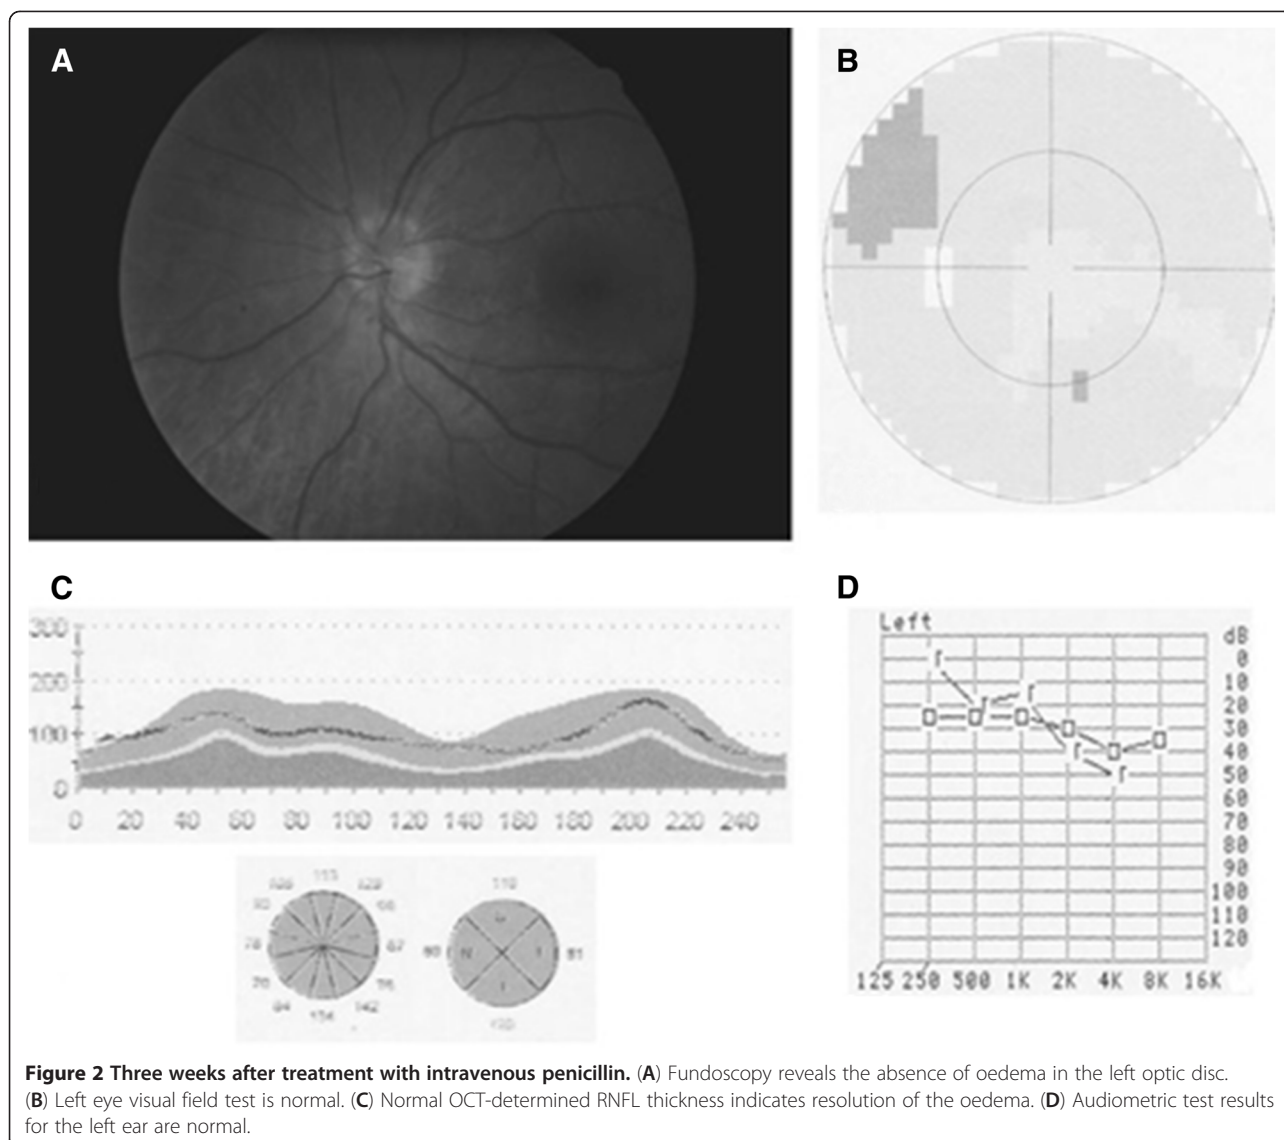 A
B
C
300
200
100
0
0 20 40 60 80 100 120 140 160 180 200 220 240
110
N
D
Left
dB
0
10
20
30
40
50
60
70
80
90
100
110
120
125 250 500 1K 2K 4K 8K 16K
Figure 2 Three weeks after treatment with intravenous penicillin. (A) Fundoscopy reveals the absence of oedema in the left optic disc.
(B) Left eye visual field test is normal. (C) Normal OCT-determined RNFL thickness indicates resolution of the oedema. (D) Audiometric test results
for the left ear are normal.